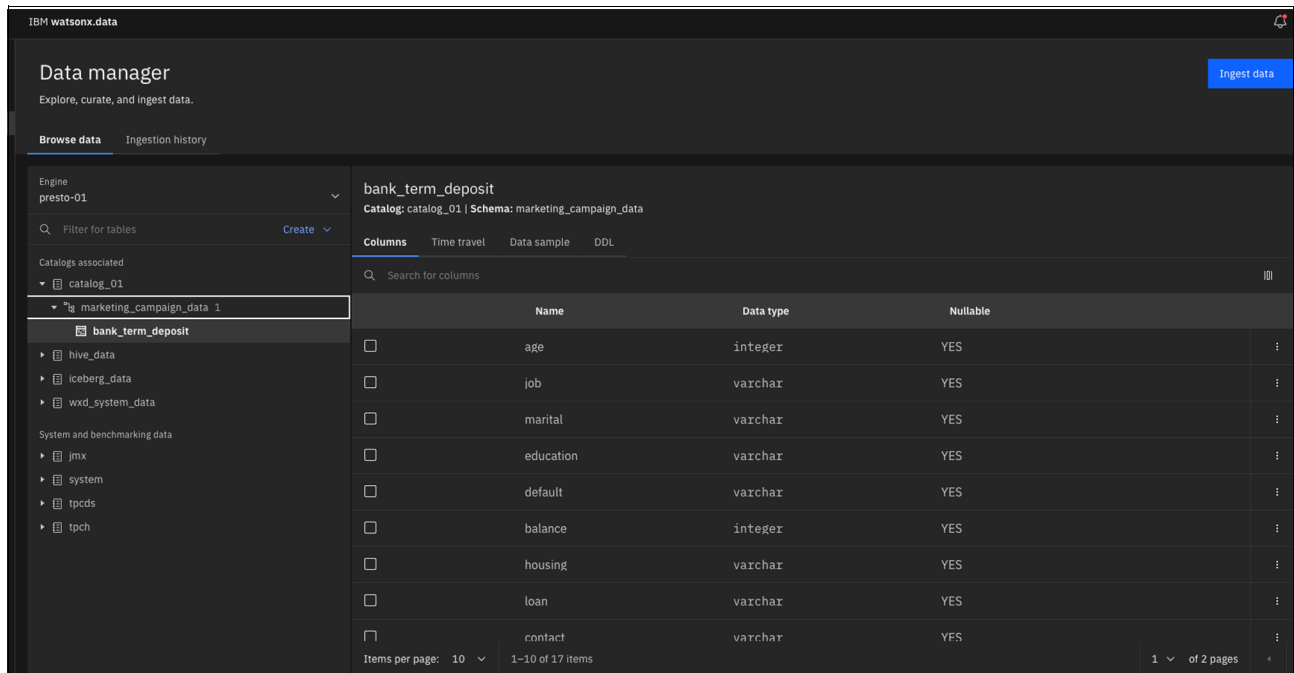 IBM watsonx.data
Data manager
Ingest data
Explore, curate, and ingest data.
Browse data Ingestion history
Engine
presto-01
Filter for tables Create
Catalogs associated
catalog_01
marketing_campaign_data 1
bank_term_deposit
hive_data
iceberg_data
wxd_system_data
System and benchmarking data
jmx
system
tpcds
tpch
bank_term_deposit
Catalog: catalog_01 | Schema: marketing_campaign_data
Columns Time travel Data sample DDL
Search for columns
Name Data type Nullable
age integer YES
job varchar YES
marital varchar YES
education varchar YES
default varchar YES
balance integer YES
housing varchar YES
loan varchar YES
contact varchar YES
Items per page: 10 1–10 of 17 items 1 of 2 pages